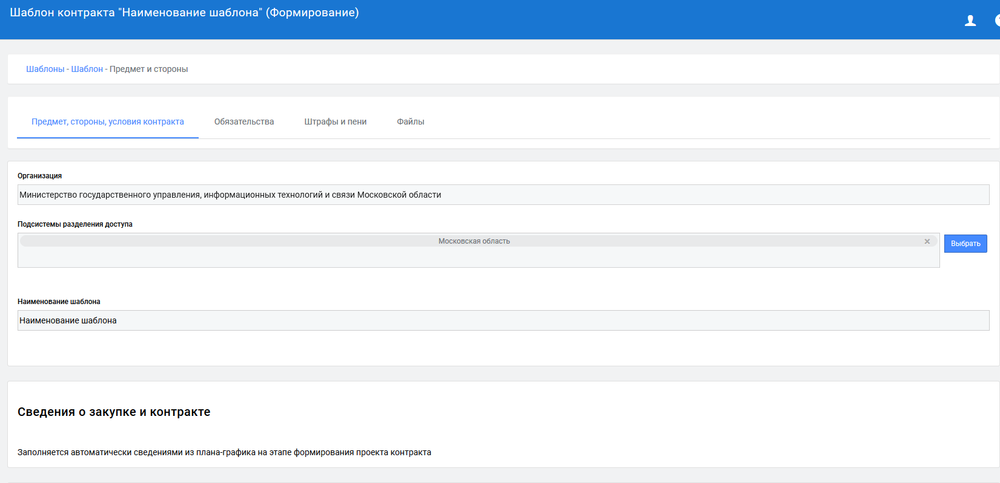 Шаблон контракта "Наименование шаблона" (Формирование)
Шаблоны - Шаблон - Предмет и стороны
Предмет, стороны, условия контракта
Обязательства
Штрафы и пени
Файлы
Организация
Министерство государственного управления, информационных технологий и связи Московской области
Подсистемы разделения доступа
Московская область
Выбрать
Наименование шаблона
Наименование шаблона
Сведения о закупке и контракте
Заполняется автоматически сведениями из плана-графика на этапе формирования проекта контракта